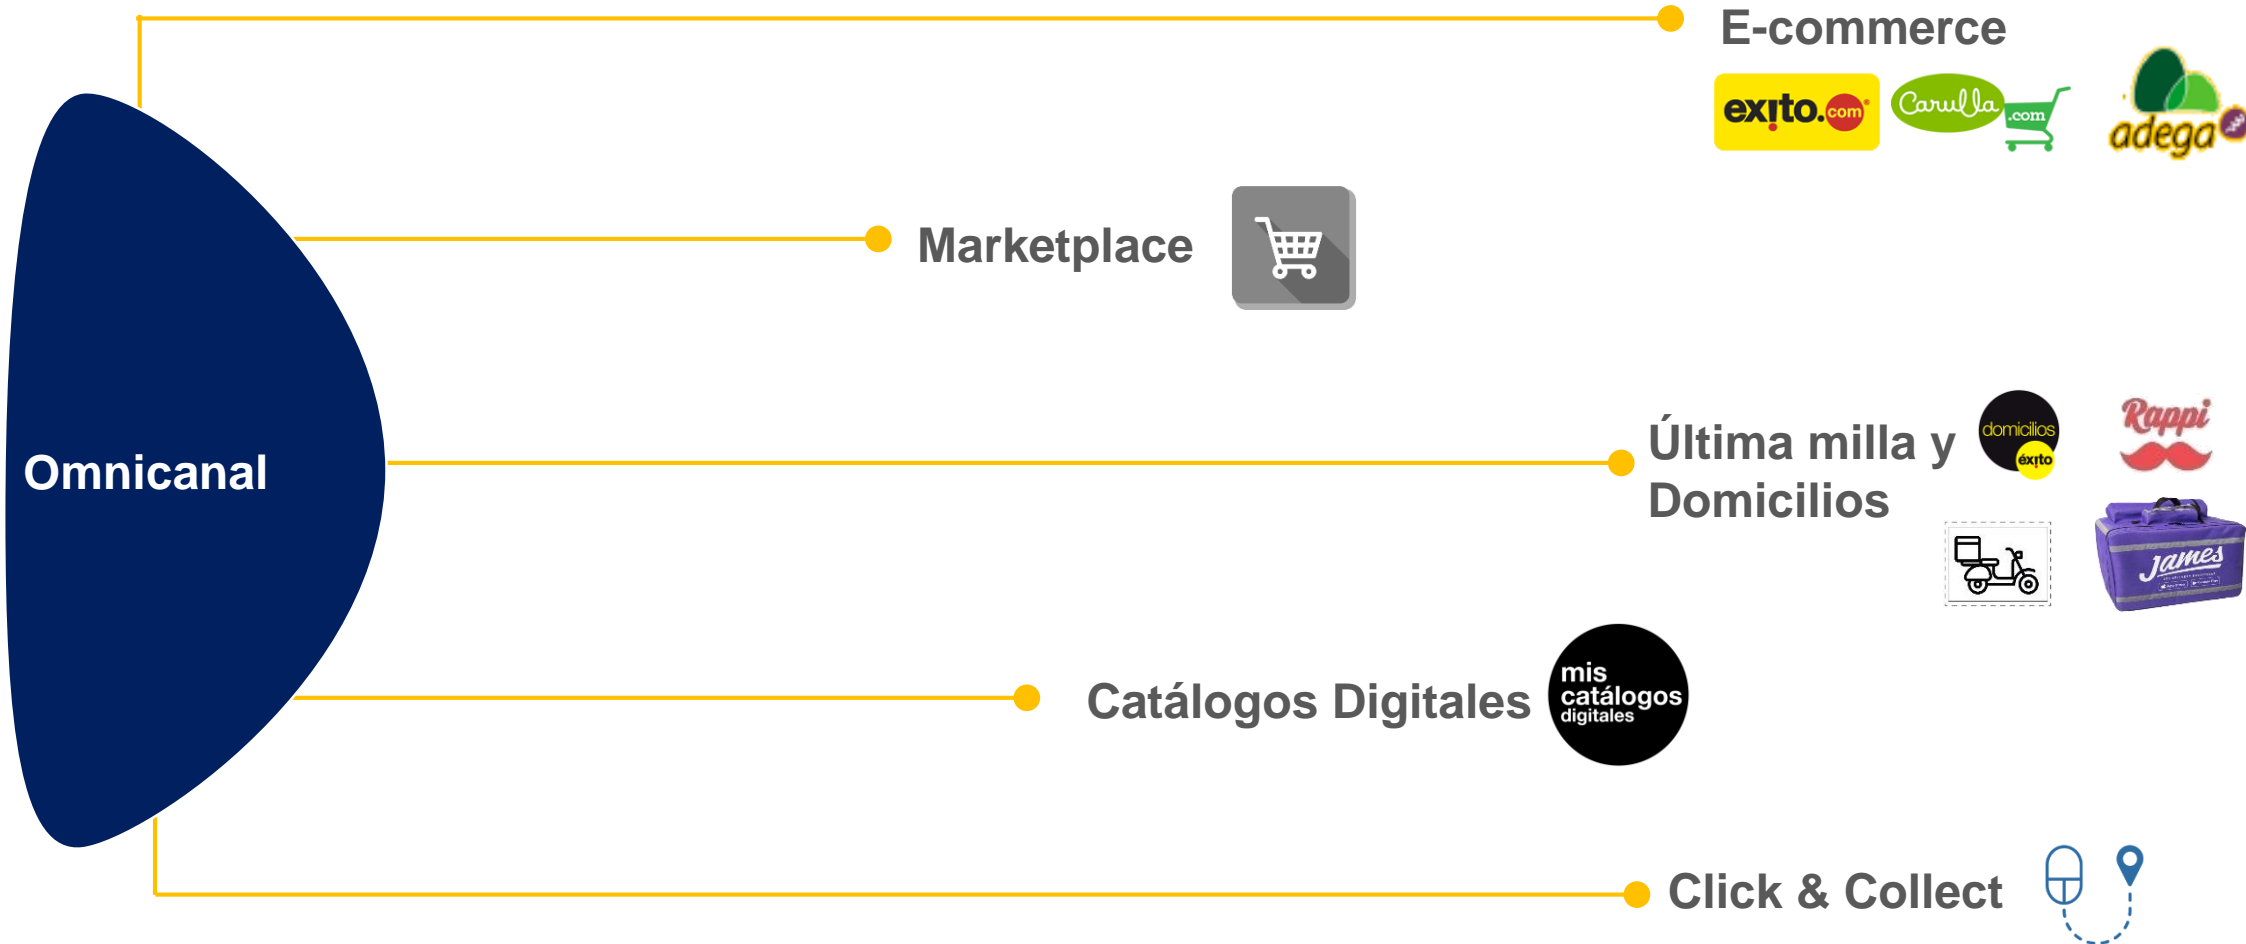 E-commerce
exito.com
Carulla
.com
adega
Marketplace
Última milla y
Domicilios
domicilios
éxito
Rappi
James
Omnicanal
Catálogos Digitales
mis
catálogos
digitales
Click & Collect